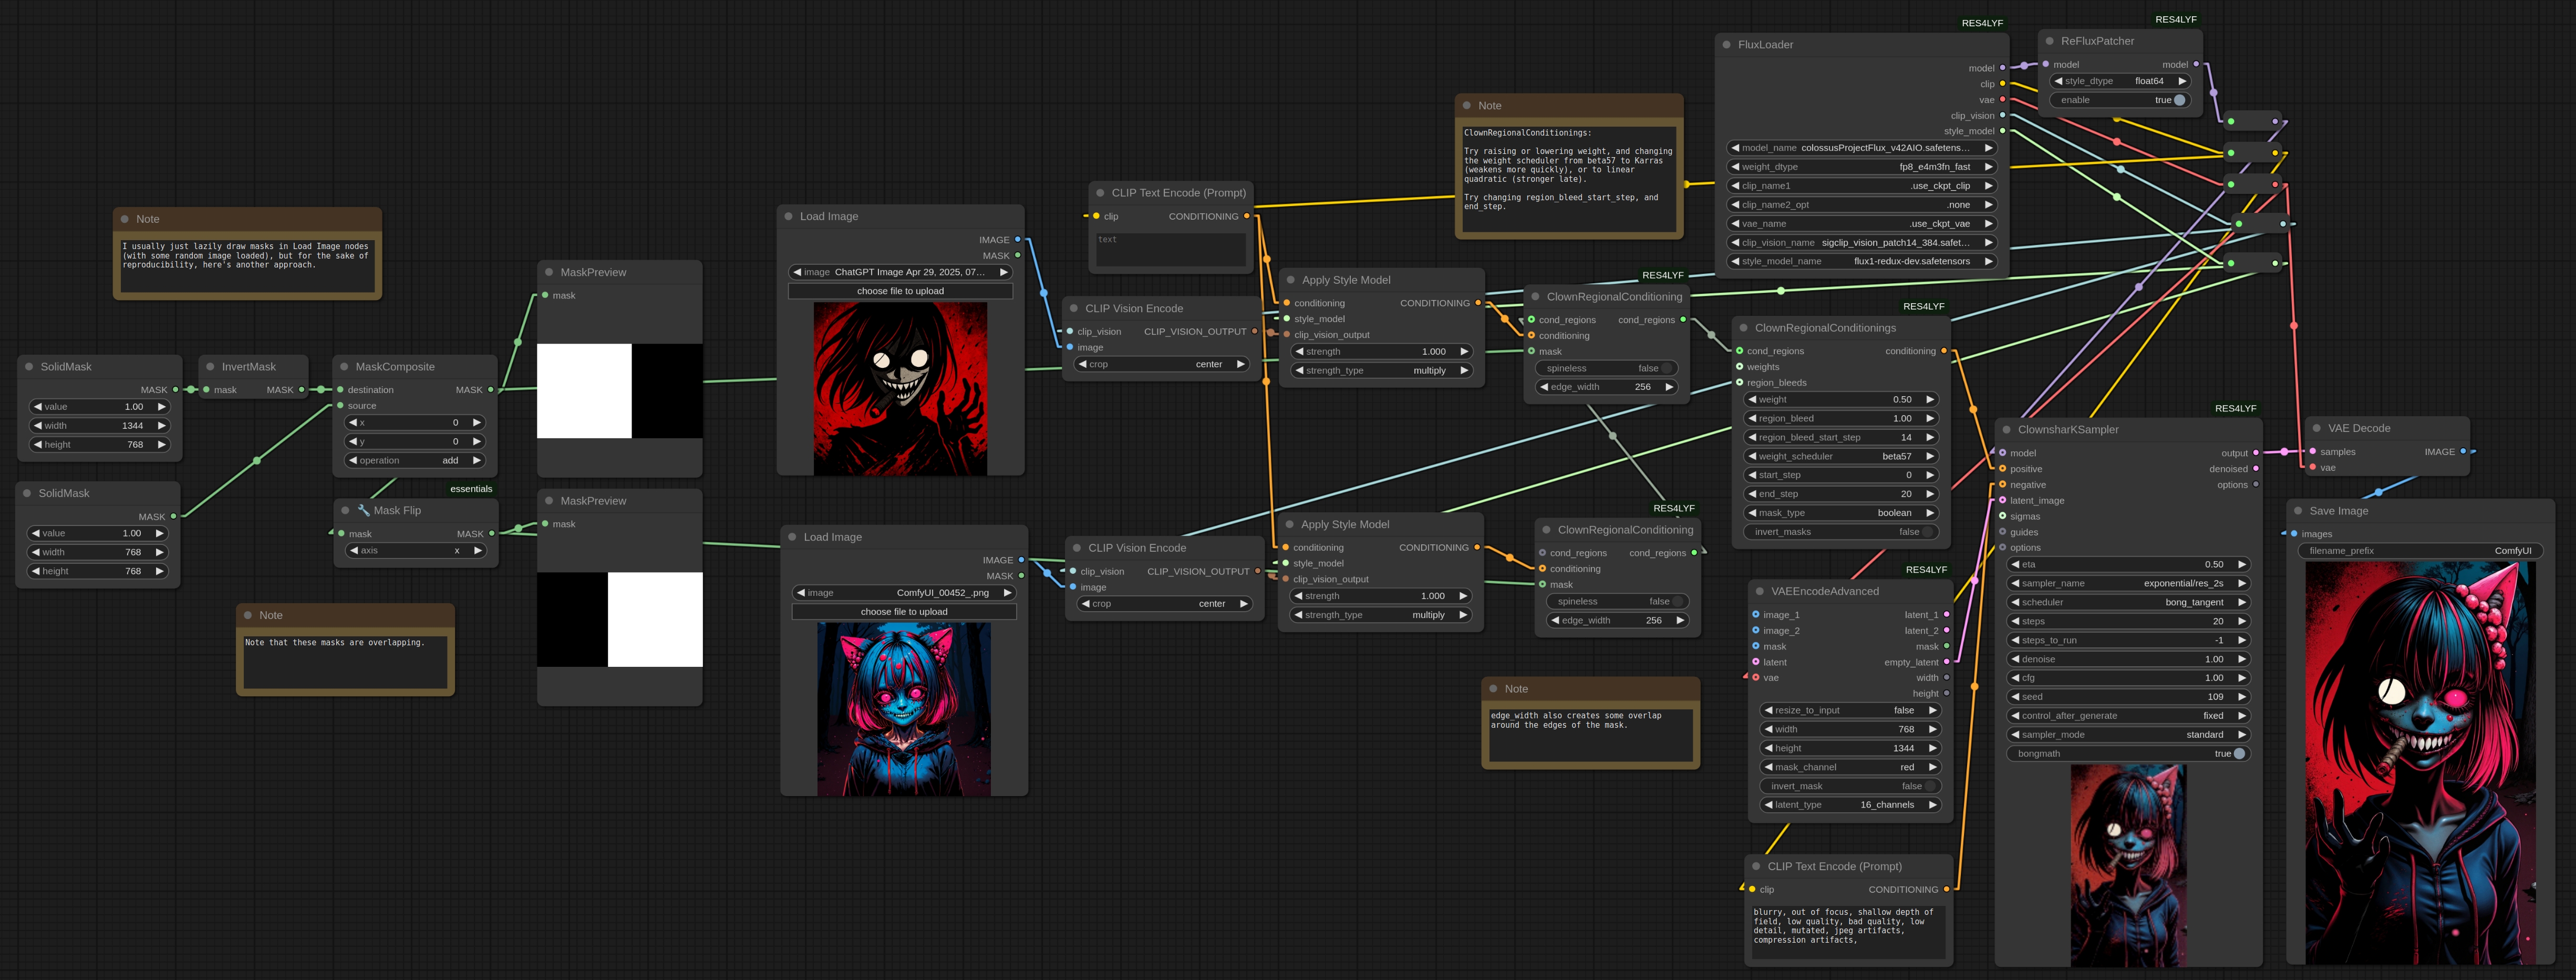 Note
I usually just lazily draw masks in Load Image nodes
(with some random image loaded), but for the sake of
reproducibility, here's another approach.
SolidMask
MASK
value 1.00
width 1344
height 768
InvertMask
mask MASK
MaskComposite
destination MASK
source
x 0
y 0
operation add
SolidMask
MASK
value 1.00
width 768
height 768
essentials
Mask Flip
mask MASK
axis x
Note
Note that these masks are overlapping.
MaskPreview
mask
MaskPreview
mask
Load Image
IMAGE
MASK
image ChatGPT Image Apr 29, 2025, 07...
choose file to upload
Load Image
IMAGE
MASK
image ComfyUI_00452_.png
choose file to upload
CLIP Text Encode (Prompt)
clip CONDITIONING
text
CLIP Vision Encode
clip_vision CLIP_VISION_OUTPUT
image
crop center
CLIP Vision Encode
clip_vision CLIP_VISION_OUTPUT
image
crop center
Apply Style Model
conditioning CONDITIONING
style_model
clip_vision_output
strength 1.000
strength_type multiply
Apply Style Model
conditioning CONDITIONING
style_model
clip_vision_output
strength 1.000
strength_type multiply
Note
ClownRegionalConditionings:
Try raising or lowering weight, and changing
the weight scheduler from beta57 to Karras
(weakens more quickly), or to linear
quadratic (stronger late).
Try changing region_bleed_start_step, and
end_step.
RES4LYF
ClownRegionalConditioning
cond_regions cond_regions
conditioning
mask
spineless false
edge_width 256
RES4LYF
ClownRegionalConditioning
cond_regions cond_regions
conditioning
mask
spineless false
edge_width 256
Note
edge_width also creates some overlap
around the edges of the mask.
RES4LYF
FluxLoader
model
clip
vae
clip_vision
style_model
model_name colossusProjectFlux_v42AIO.safetens...
weight_dtype fp8_e4m3fn_fast
clip_name1 .use_ckpt_clip
clip_name2_opt .none
vae_name .use_ckpt_vae
clip_vision_name sigclip_vision_patch14_384.safet...
style_model_name flux1-redux-dev.safetensors
RES4LYF
ReFluxPatcher
model model
style_dtype float64
enable true
RES4LYF
ClownRegionalConditionings
cond_regions conditioning
weights
region_bleeds
weight 0.50
region_bleed 1.00
region_bleed_start_step 14
weight_scheduler beta57
start_step 0
end_step 20
mask_type boolean
invert_masks false
RES4LYF
VAEEncodeAdvanced
image_1 latent_1
image_2 latent_2
mask mask
latent empty_latent
vae width
height
resize_to_input false
width 768
height 1344
mask_channel red
invert_mask false
latent_type 16_channels
CLIP Text Encode (Prompt)
clip CONDITIONING
blurry, out of focus, shallow depth of
field, low quality, bad quality, low
detail, mutated, jpeg artifacts,
compression artifacts,
RES4LYF
ClownsharKSampler
model output
positive denoised
negative options
latent_image
sigmas
guides
options
eta 0.50
sampler_name exponential/res_2s
scheduler bong_tangent
steps 20
steps_to_run -1
denoise 1.00
cfg 1.00
seed 109
control_after_generate fixed
sampler_mode standard
bongmath true
VAE Decode
samples IMAGE
vae
Save Image
images
filename_prefix ComfyUI